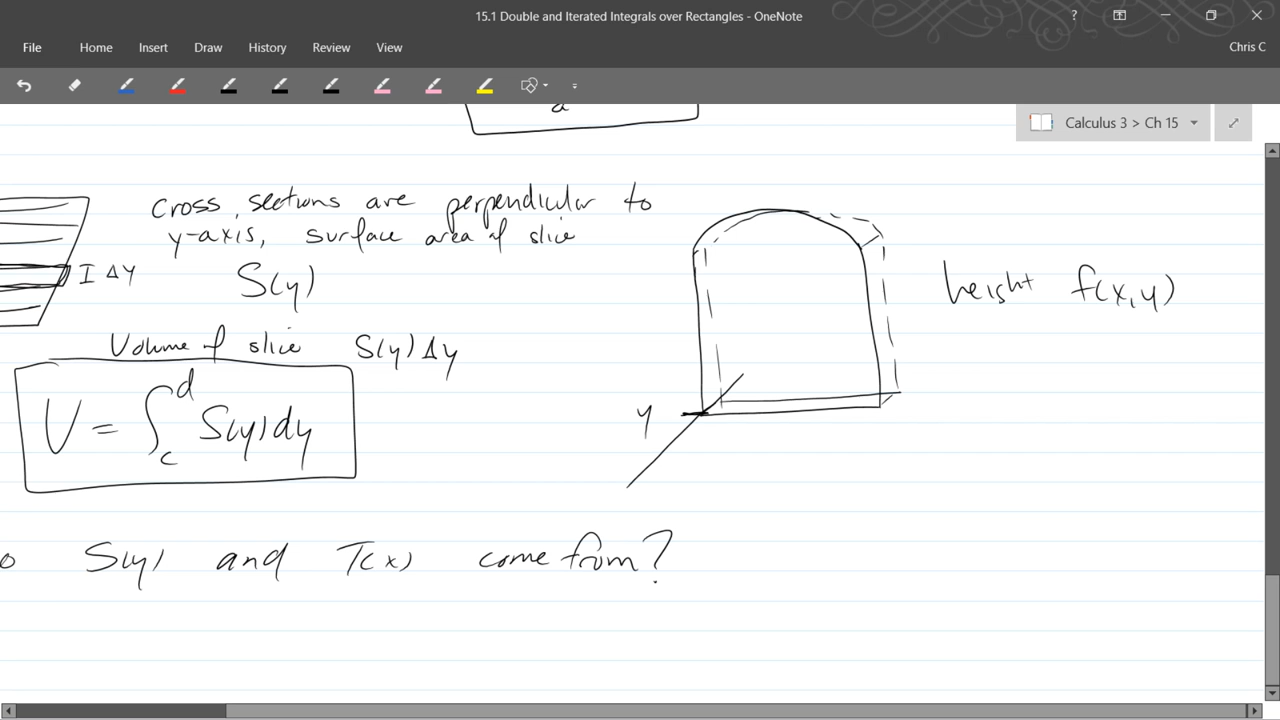 15.1 Double and Iterated Integrals over Rectangles - OneNote
?
File Home Insert Draw History Review View
Chris C
Calculus 3 > Ch 15
a
cross sections are perpendicular to
y-axis, surface area of slice
I ΔY
S(y)
height f(x,y)
Volume of slice S(y) Δy
V = ∫_c^d S(y) dy
y
o S(y) and T(x) come from?